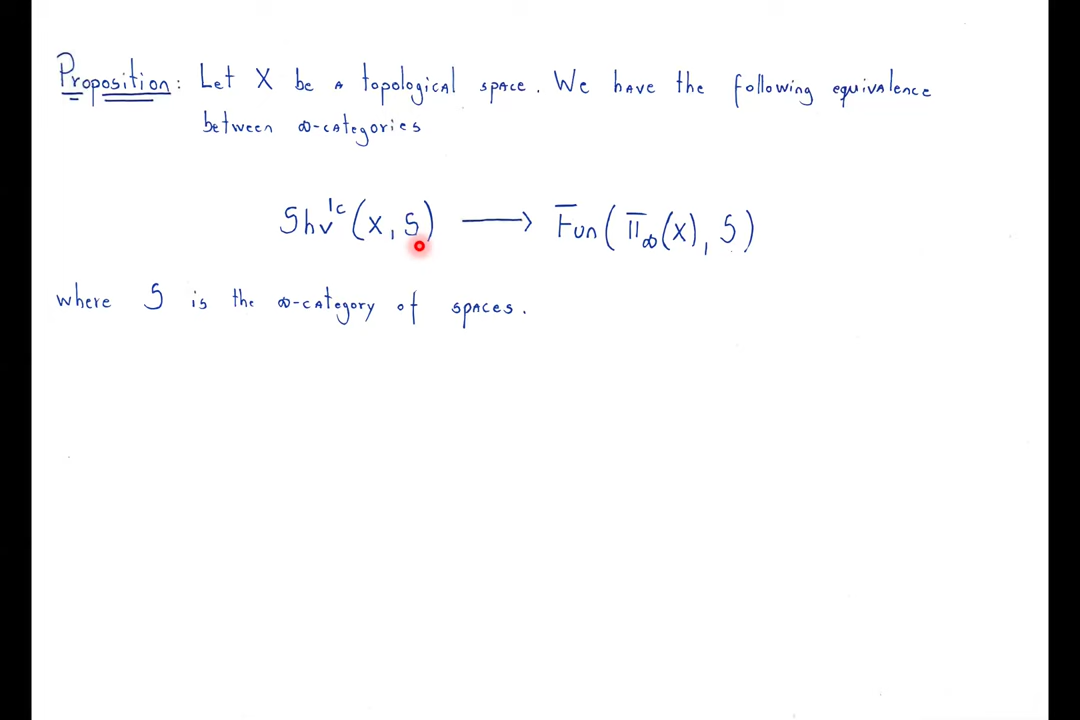 Proposition: Let X be a topological space. We have the following equivalence
between ∞-categories
Shv^lc(X, S) ⟶ Fun(Π_∞(X), S)
where S is the ∞-category of spaces.